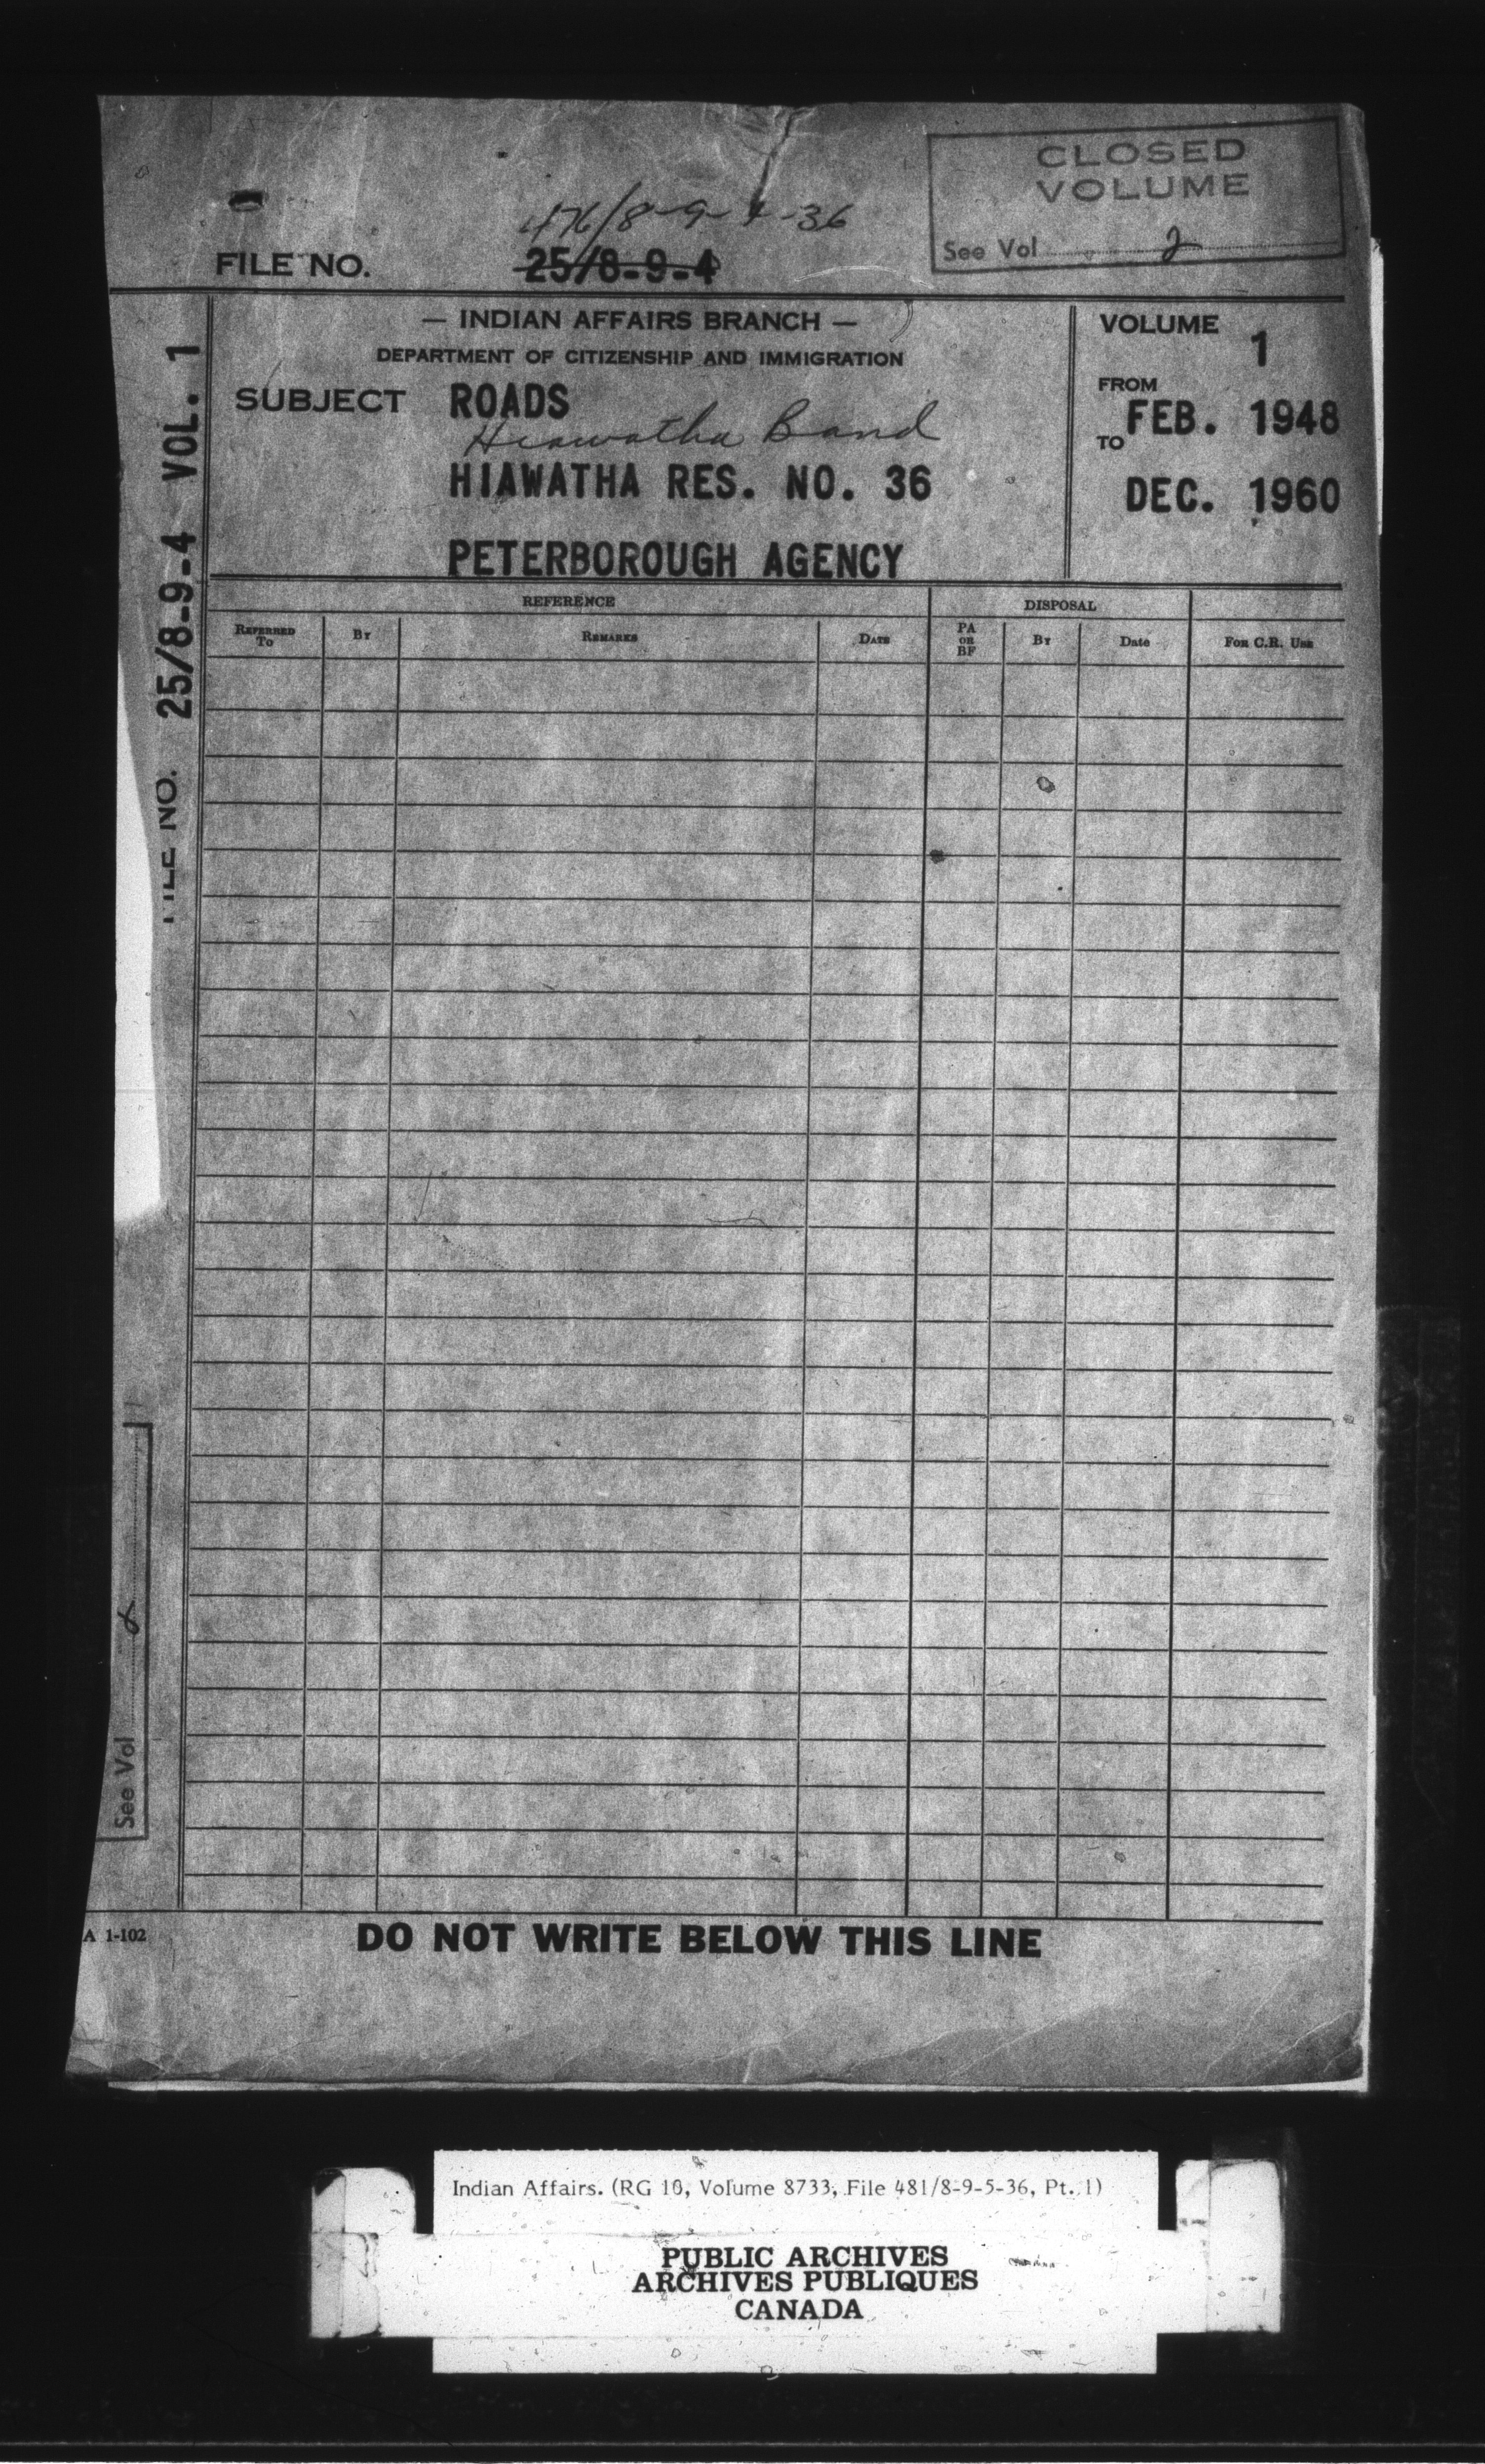 CLOSED
VOLUME
See Vol 2
476/8-9-4-36
FILE NO. 25/8-9-4
— INDIAN AFFAIRS BRANCH —
DEPARTMENT OF CITIZENSHIP AND IMMIGRATION
SUBJECT ROADS
Hiawatha Band
HIAWATHA RES. NO. 36
PETERBOROUGH AGENCY
VOLUME 1
FROM
FEB. 1948
TO
DEC. 1960
FILE NO. 25/8-9-4 VOL. 1
REFERENCE DISPOSAL
REFERRED TO BY REMARKS DATE PA OR BF BY Date FOR C.R. USE
See Vol 2
A 1-102
DO NOT WRITE BELOW THIS LINE
Indian Affairs. (RG 10, Volume 8733, File 481/8-9-5-36, Pt. 1)
PUBLIC ARCHIVES
ARCHIVES PUBLIQUES
CANADA